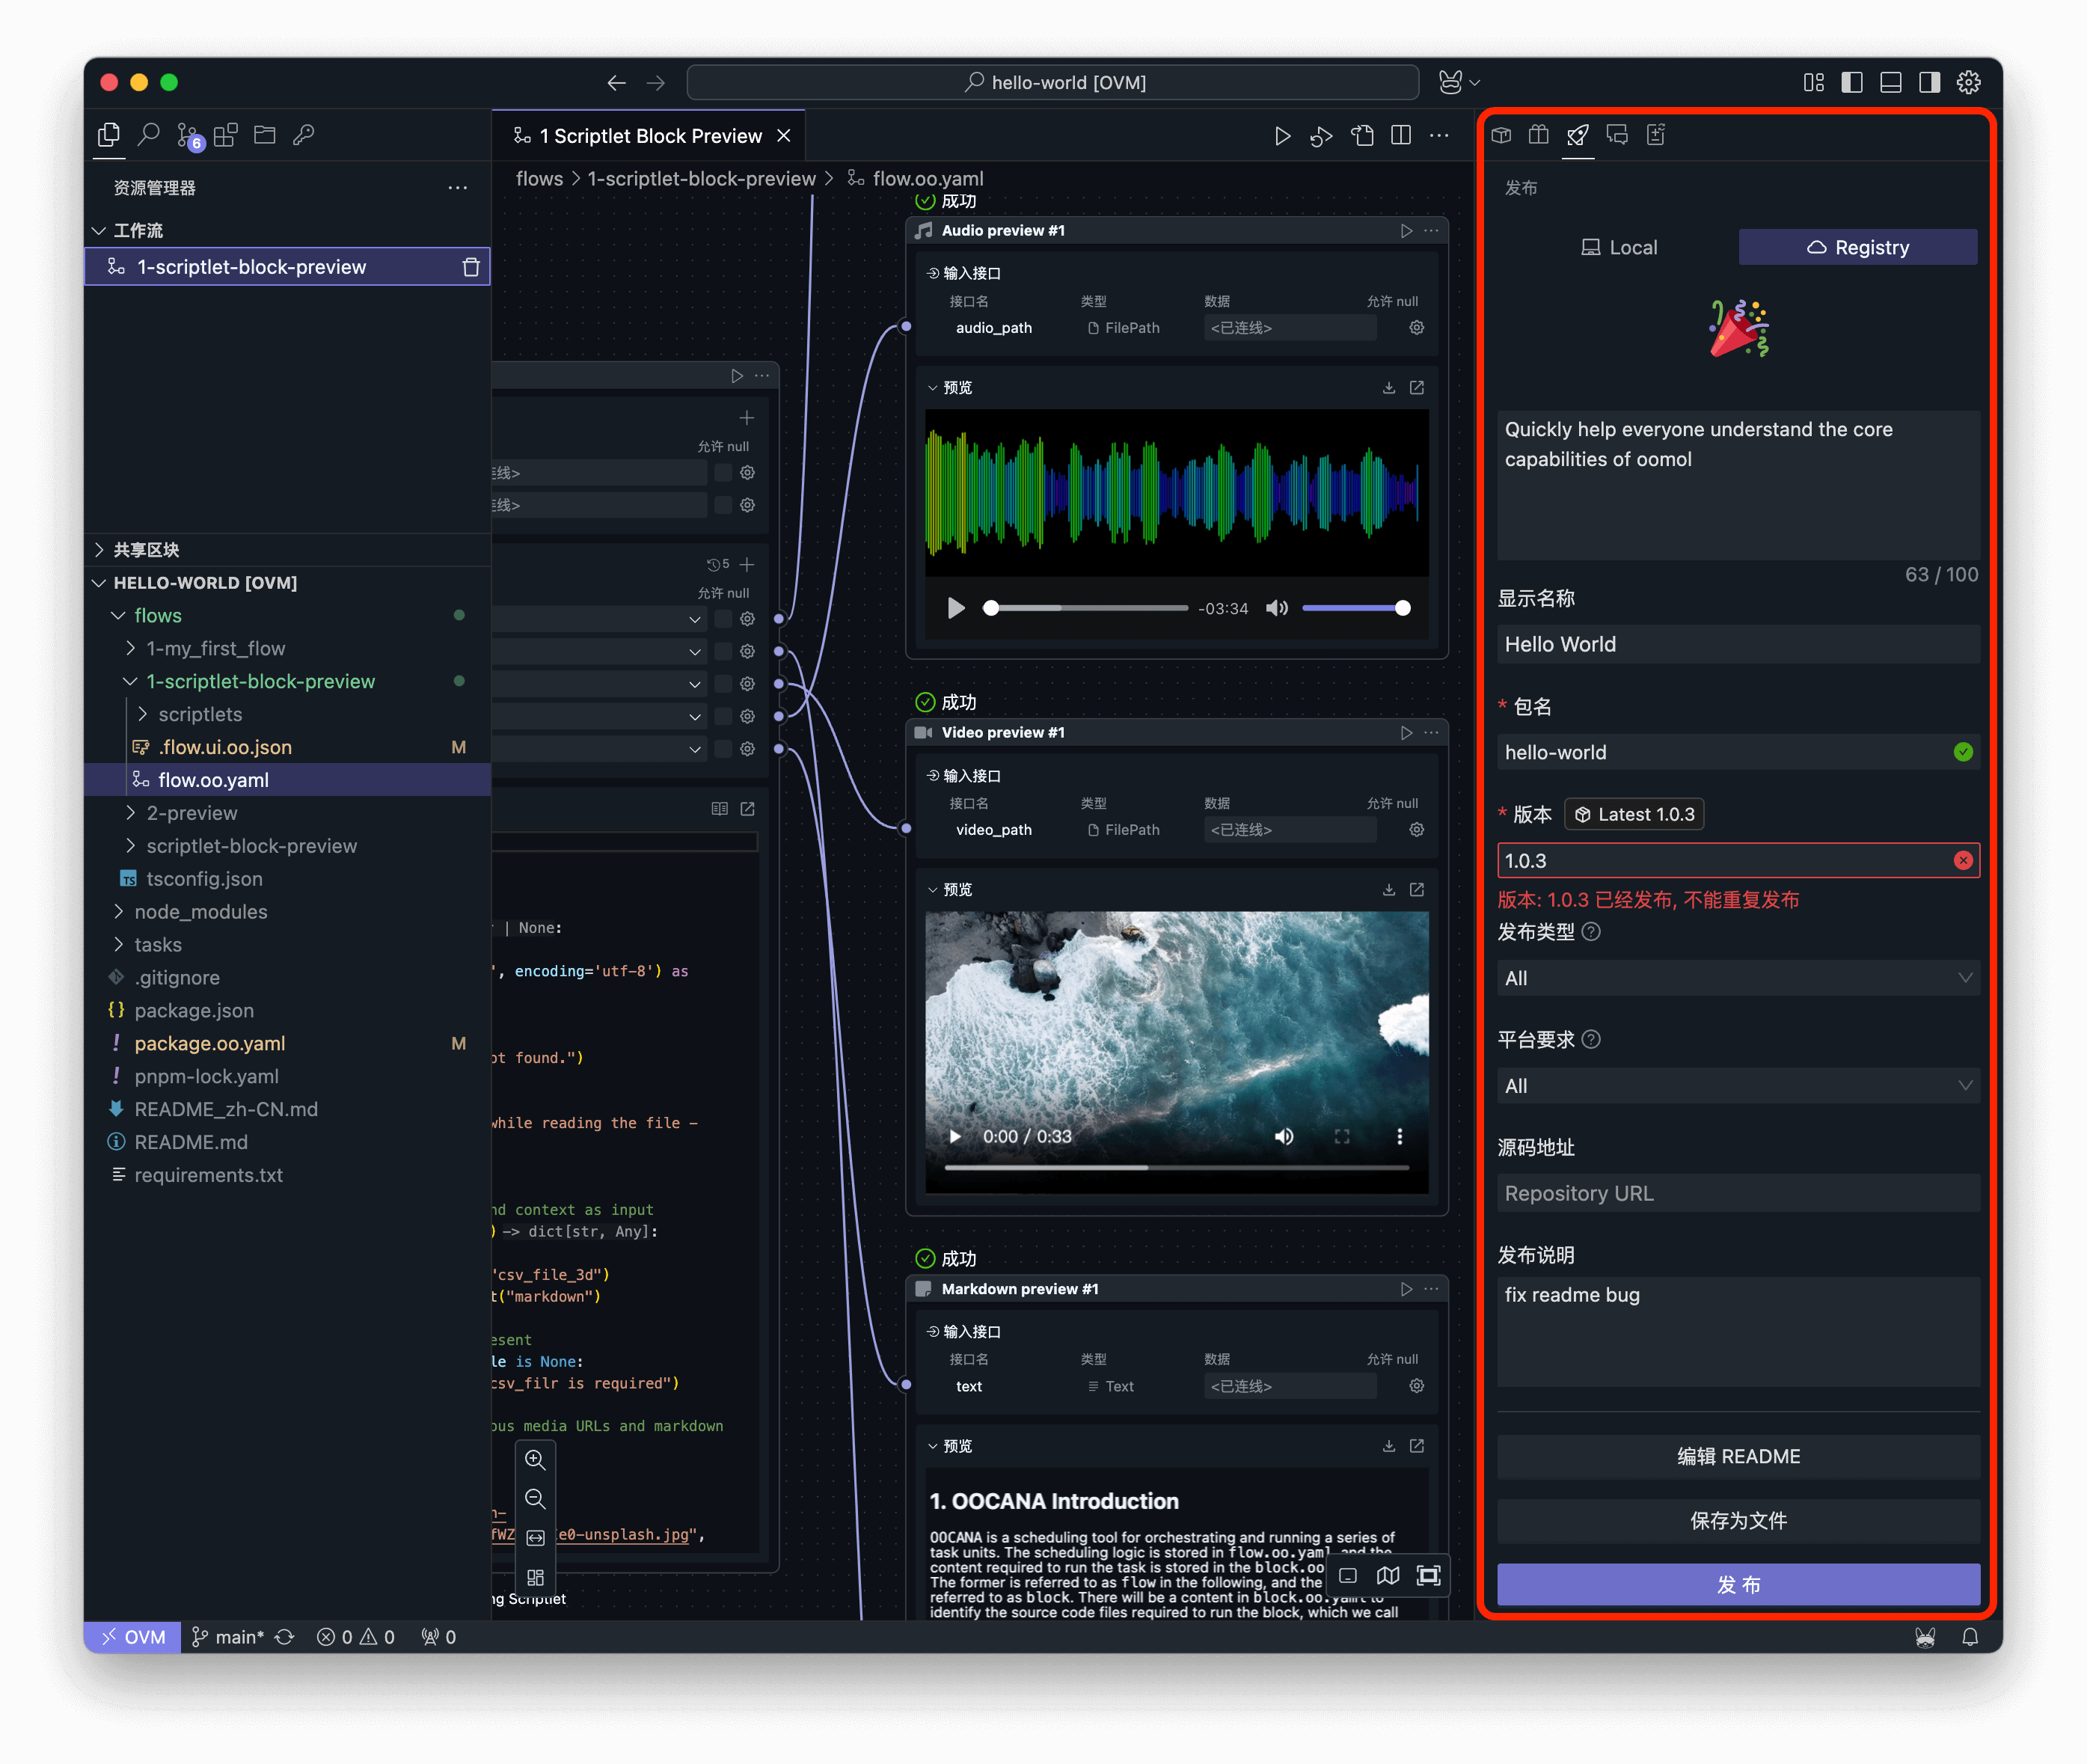 hello-world [OVM]
6
1 Scriptlet Block Preview
资源管理器
工作流
1-scriptlet-block-preview
共享区块
HELLO-WORLD [OVM]
flows
1-my_first_flow
1-scriptlet-block-preview
scriptlets
.flow.ui.oo.json M
flow.oo.yaml
2-preview
scriptlet-block-preview
TS tsconfig.json
node_modules
tasks
.gitignore
{} package.json
! package.oo.yaml M
! pnpm-lock.yaml
README_zh-CN.md
README.md
requirements.txt
flows > 1-scriptlet-block-preview > flow.oo.yaml
允许 null
连线>
连线>
5
允许 null
| None:
', encoding='utf-8') as
ot found.")
while reading the file –
nd context as input
) -> dict[str, Any]:
"csv_file_3d")
t("markdown")
esent
le is None:
csv_filr is required")
ous media URLs and markdown
n-
fWZ
e0-unsplash.jpg",
ng Scriptlet
成功
Audio preview #1
输入接口
接口名 类型 数据 允许 null
audio_path FilePath <已连线>
预览
-03:34
成功
Video preview #1
输入接口
接口名 类型 数据 允许 null
video_path FilePath <已连线>
预览
0:00 / 0:33
成功
Markdown preview #1
输入接口
接口名 类型 数据 允许 null
text Text <已连线>
预览
1. OOCANA Introduction
OOCANA is a scheduling tool for orchestrating and running a series of
task units. The scheduling logic is stored in flow.oo.yaml, and the
content required to run the task is stored in the block.oo
The former is referred to as flow in the following, and the
referred to as block. There will be a content in block.oo.yaml to
identify the source code files required to run the block, which we call
发布
Local Registry
Quickly help everyone understand the core
capabilities of oomol
63 / 100
显示名称
Hello World
* 包名
hello-world
* 版本 Latest 1.0.3
1.0.3
版本: 1.0.3 已经发布, 不能重复发布
发布类型
All
平台要求
All
源码地址
Repository URL
发布说明
fix readme bug
编辑 README
保存为文件
发 布
OVM main* 0 0 0